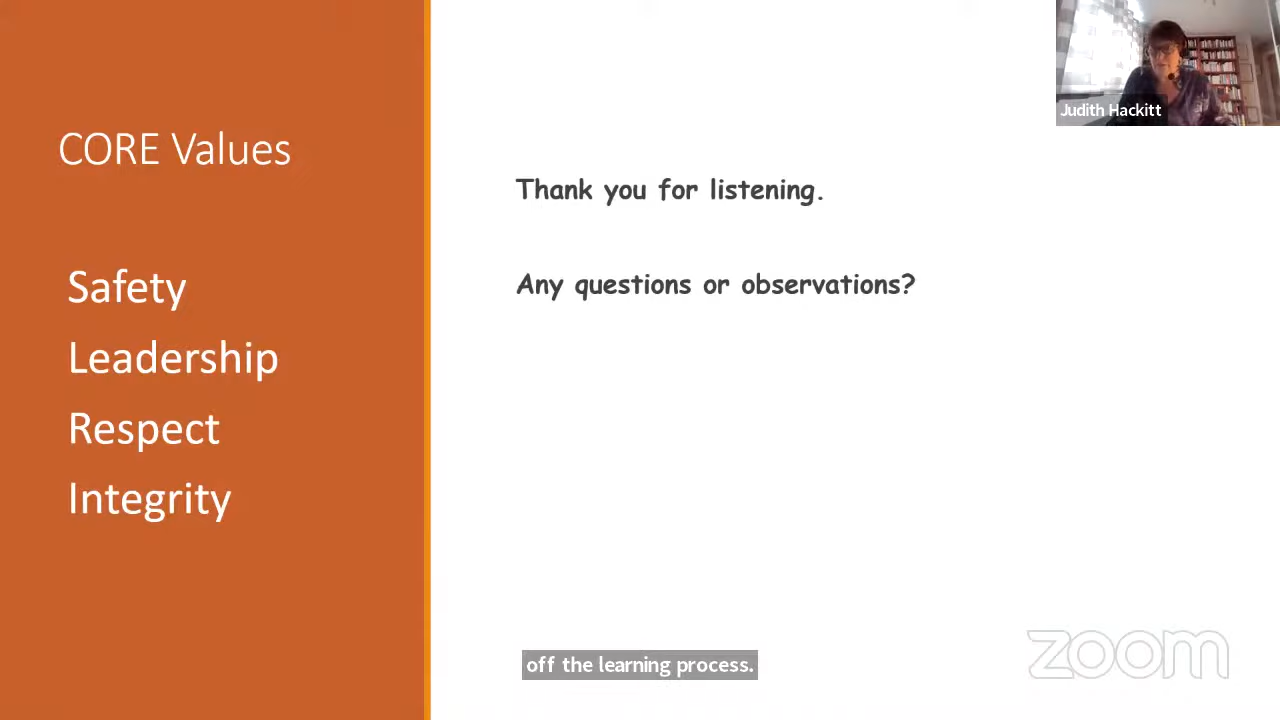 CORE Values
Safety
Leadership
Respect
Integrity
Thank you for listening.
Any questions or observations?
Judith Hackitt
off the learning process.
zoom